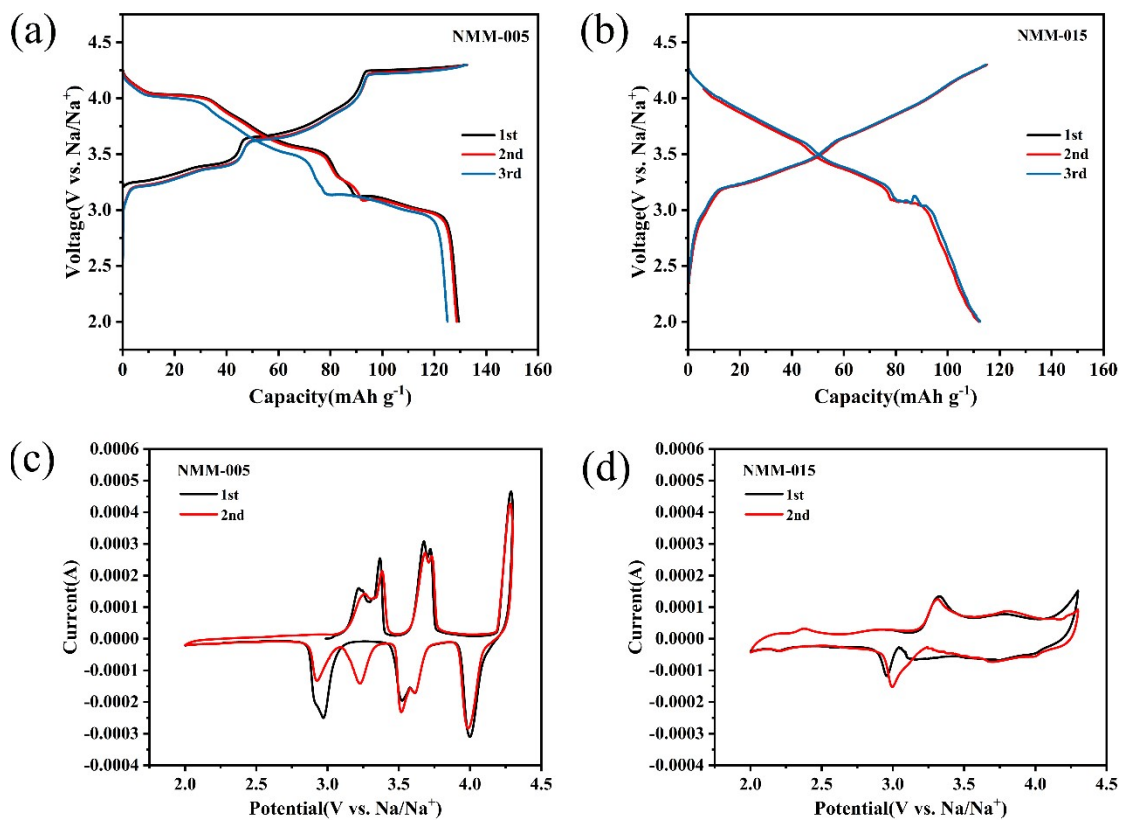 (a)
NMM-005
4.5
4.0
3.5
3.0
2.5
2.0
Voltage(V vs. Na/Na⁺)
1st
2nd
3rd
0 20 40 60 80 100 120 140 160
Capacity(mAh g⁻¹)
(b)
NMM-015
4.5
4.0
3.5
3.0
2.5
2.0
Voltage(V vs. Na/Na⁺)
1st
2nd
3rd
0 20 40 60 80 100 120 140 160
Capacity(mAh g⁻¹)
(c)
NMM-005
1st
2nd
0.0006
0.0005
0.0004
0.0003
0.0002
0.0001
0.0000
-0.0001
-0.0002
-0.0003
-0.0004
Current(A)
2.0 2.5 3.0 3.5 4.0 4.5
Potential(V vs. Na/Na⁺)
(d)
NMM-015
1st
2nd
0.0006
0.0005
0.0004
0.0003
0.0002
0.0001
0.0000
-0.0001
-0.0002
-0.0003
-0.0004
Current(A)
2.0 2.5 3.0 3.5 4.0 4.5
Potential(V vs. Na/Na⁺)